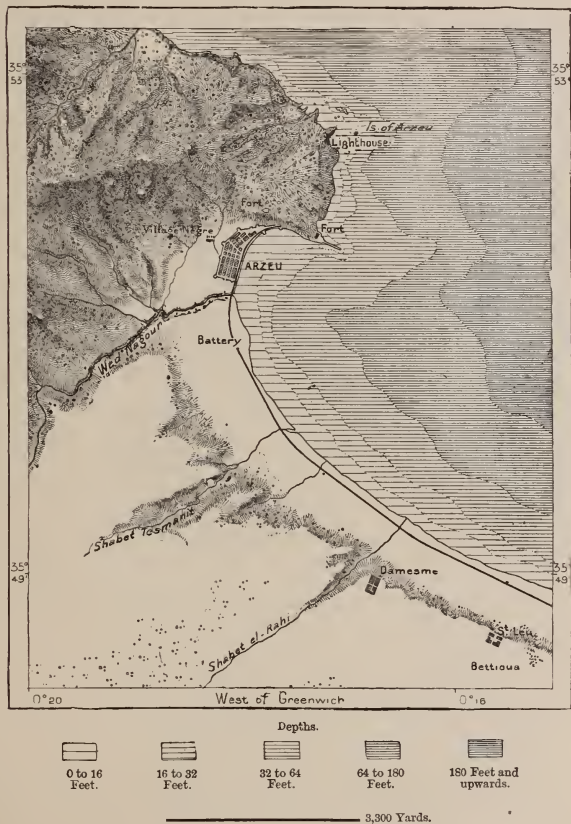 35°
53'
35°
53'
Is. of Arzeu
Lighthouse
Fort
Village Nègre
Fort
ARZEU
Wed Magoun
Battery
Shabet Tesmanit
35°
49'
35°
49'
Damesme
Shabet el-Rahi
St. Leu
Bettioua
0°20
West of Greenwich
0°16
Depths.
0 to 16
Feet.
16 to 32
Feet.
32 to 64
Feet.
64 to 180
Feet.
180 Feet and
upwards.
3,300 Yards.